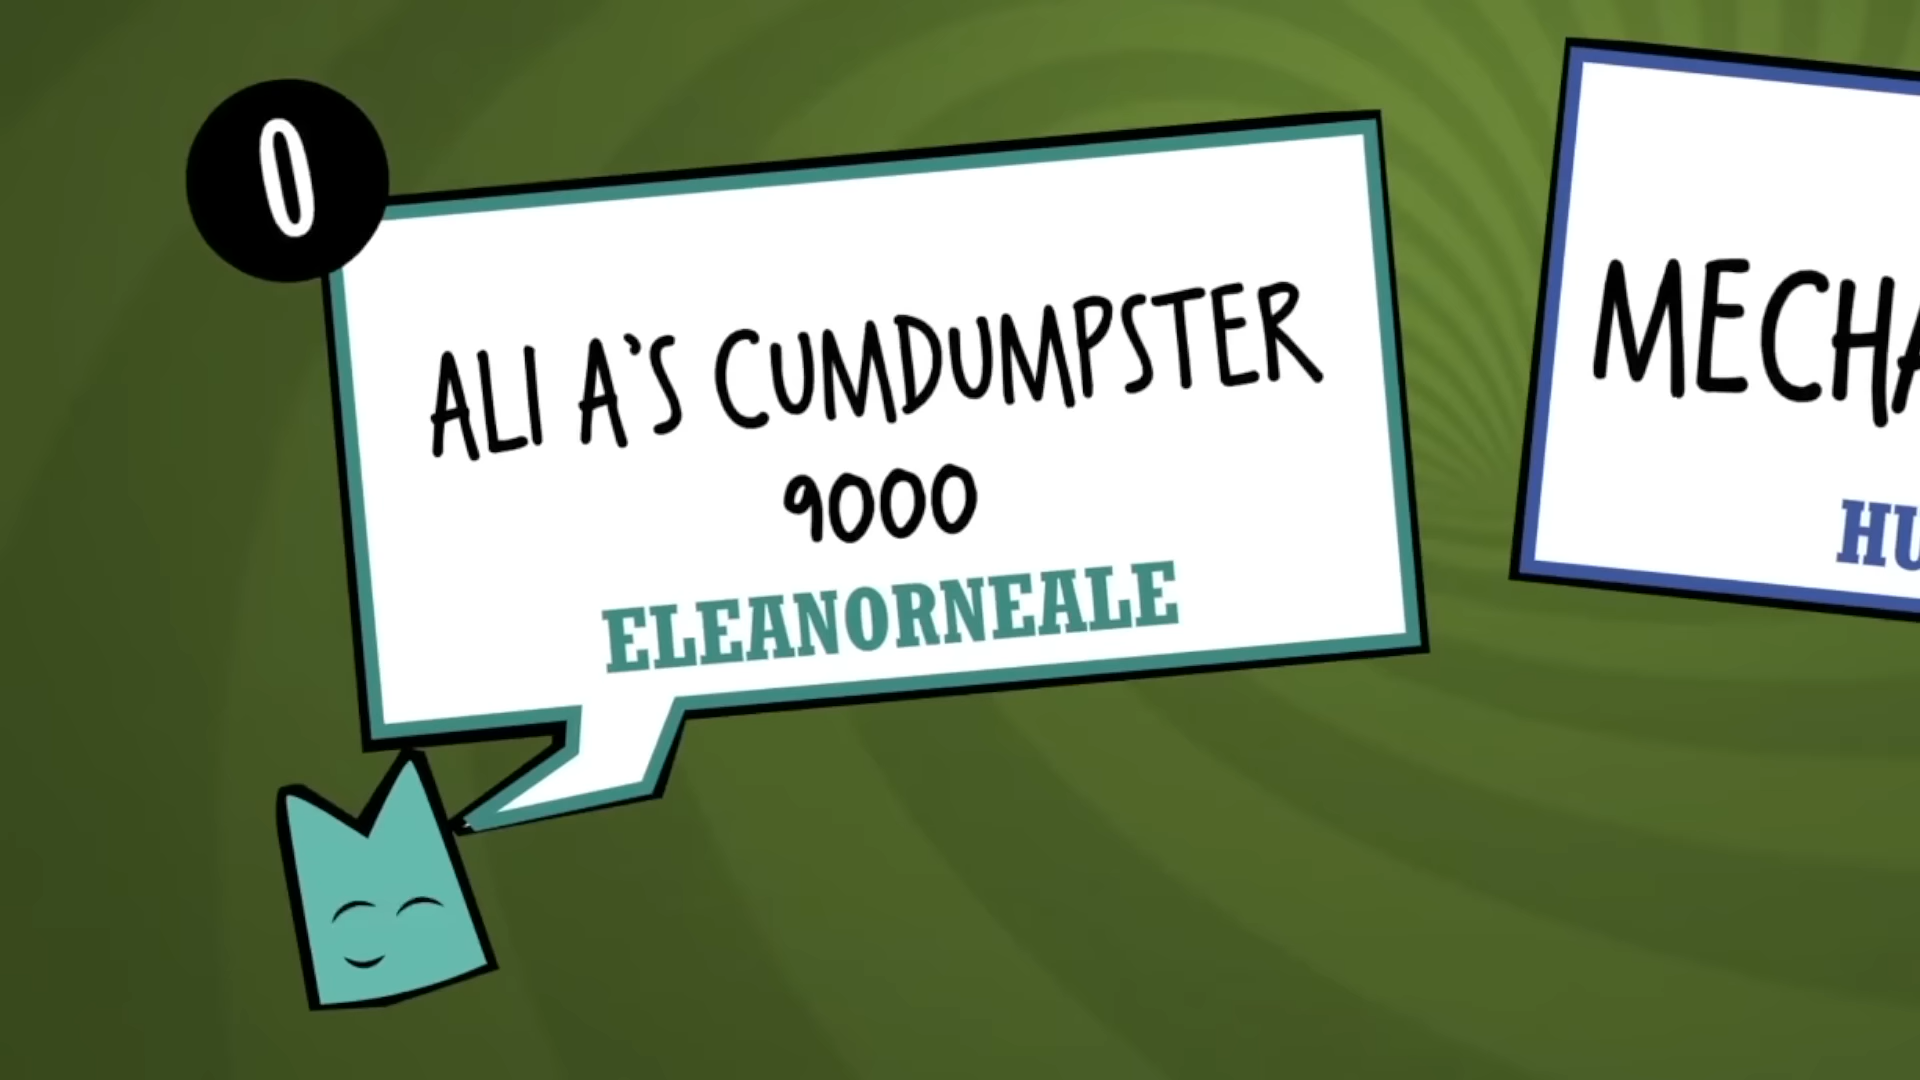 0
ALI A'S CUMDUMPSTER
9000
ELEANORNEALE
MECHA
HU